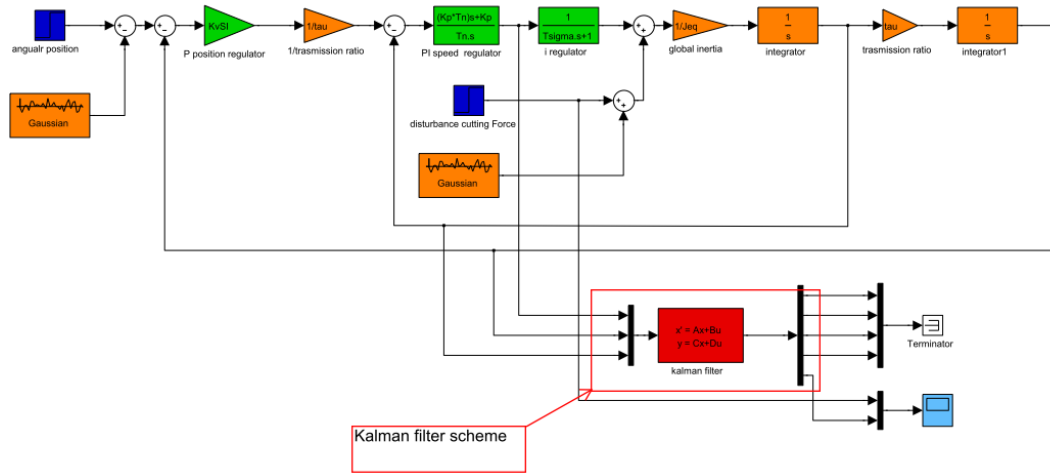 KvSl
1/tau
(Kp*Tn)s+Kp
Tn.s
1
Tsigma.s+1
1/Jeq
1
s
tau
1
s
angualr position
P position regulator
1/trasmission ratio
PI speed regulator
i regulator
global inertia
integrator
trasmission ratio
integrator1
Gaussian
disturbance cutting Force
Gaussian
x' = Ax+Bu
y = Cx+Du
kalman filter
Terminator
Kalman filter scheme